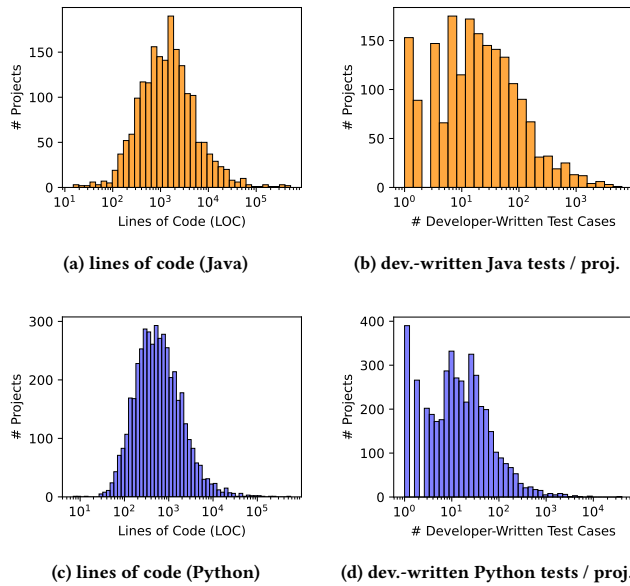 150
100
50
0
# Projects
10^1 10^2 10^3 10^4 10^5
Lines of Code (LOC)
(a) lines of code (Java)
150
100
50
0
# Projects
10^0 10^1 10^2 10^3
# Developer-Written Test Cases
(b) dev.-written Java tests / proj.
300
200
100
0
# Projects
10^1 10^2 10^3 10^4 10^5
Lines of Code (LOC)
(c) lines of code (Python)
400
300
200
100
0
# Projects
10^0 10^1 10^2 10^3 10^4
# Developer-Written Test Cases
(d) dev.-written Python tests / proj.